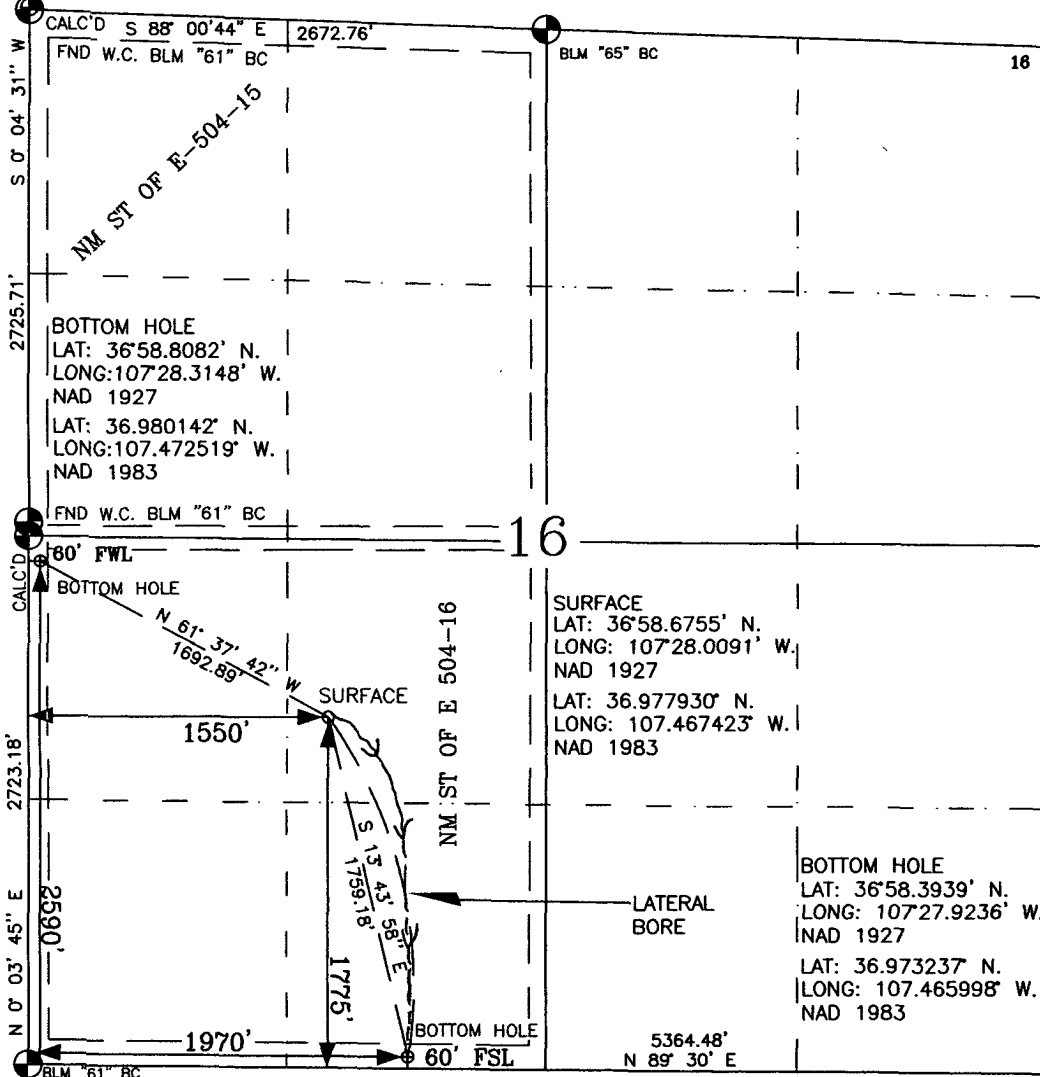 CALC'D S 88° 00'44" E 2672.76'
FND W.C. BLM "61" BC
BLM "65" BC
16
S 0° 04' 31" W
2725.71'
NM ST OF E-504-15
BOTTOM HOLE
LAT: 36°58.8082' N.
LONG:107°28.3148' W.
NAD 1927
LAT: 36.980142° N.
LONG:107.472519° W.
NAD 1983
FND W.C. BLM "61" BC
16
CALC'D
60' FWL
BOTTOM HOLE
N 61° 37' 42" W
1692.89'
SURFACE
1550'
NM ST OF E 504-16
SURFACE
LAT: 36°58.6755' N.
LONG: 107°28.0091' W.
NAD 1927
LAT: 36.977930° N.
LONG: 107.467423° W.
NAD 1983
2723.18'
N 0° 03' 45" E
2590'
S 13° 43' 58" E
1759.18'
1775'
LATERAL
BORE
BOTTOM HOLE
LAT: 36°58.3939' N.
LONG: 107°27.9236' W.
NAD 1927
LAT: 36.973237° N.
LONG: 107.465998° W.
NAD 1983
1970'
BOTTOM HOLE
60' FSL
5364.48'
N 89° 30' E
BLM "61" BC